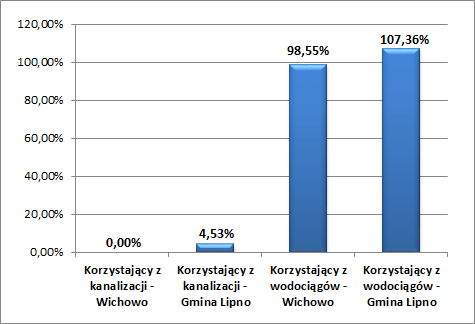 120,00%
100,00%
80,00%
60,00%
40,00%
20,00%
0,00%
0,00%
4,53%
98,55%
107,36%
Korzystający z
kanalizacji -
Wichowo
Korzystający z
kanalizacji -
Gmina Lipno
Korzystający z
wodociągów -
Wichowo
Korzystający z
wodociągów -
Gmina Lipno